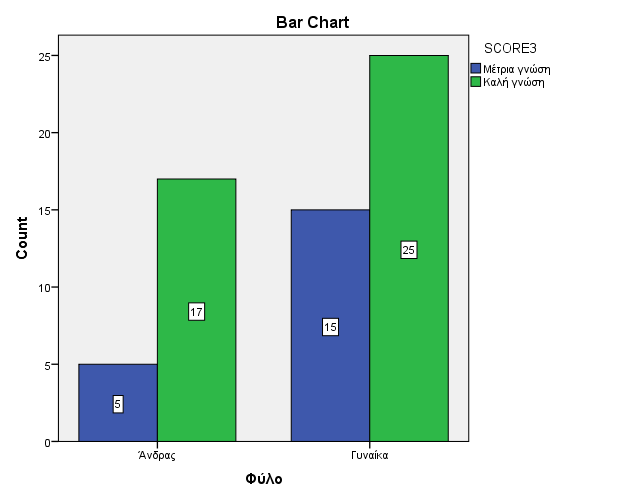 Bar Chart
SCORE3
Μέτρια γνώση
Καλή γνώση
Count
25
20
15
10
5
0
5
17
15
25
Άνδρας
Γυναίκα
Φύλο